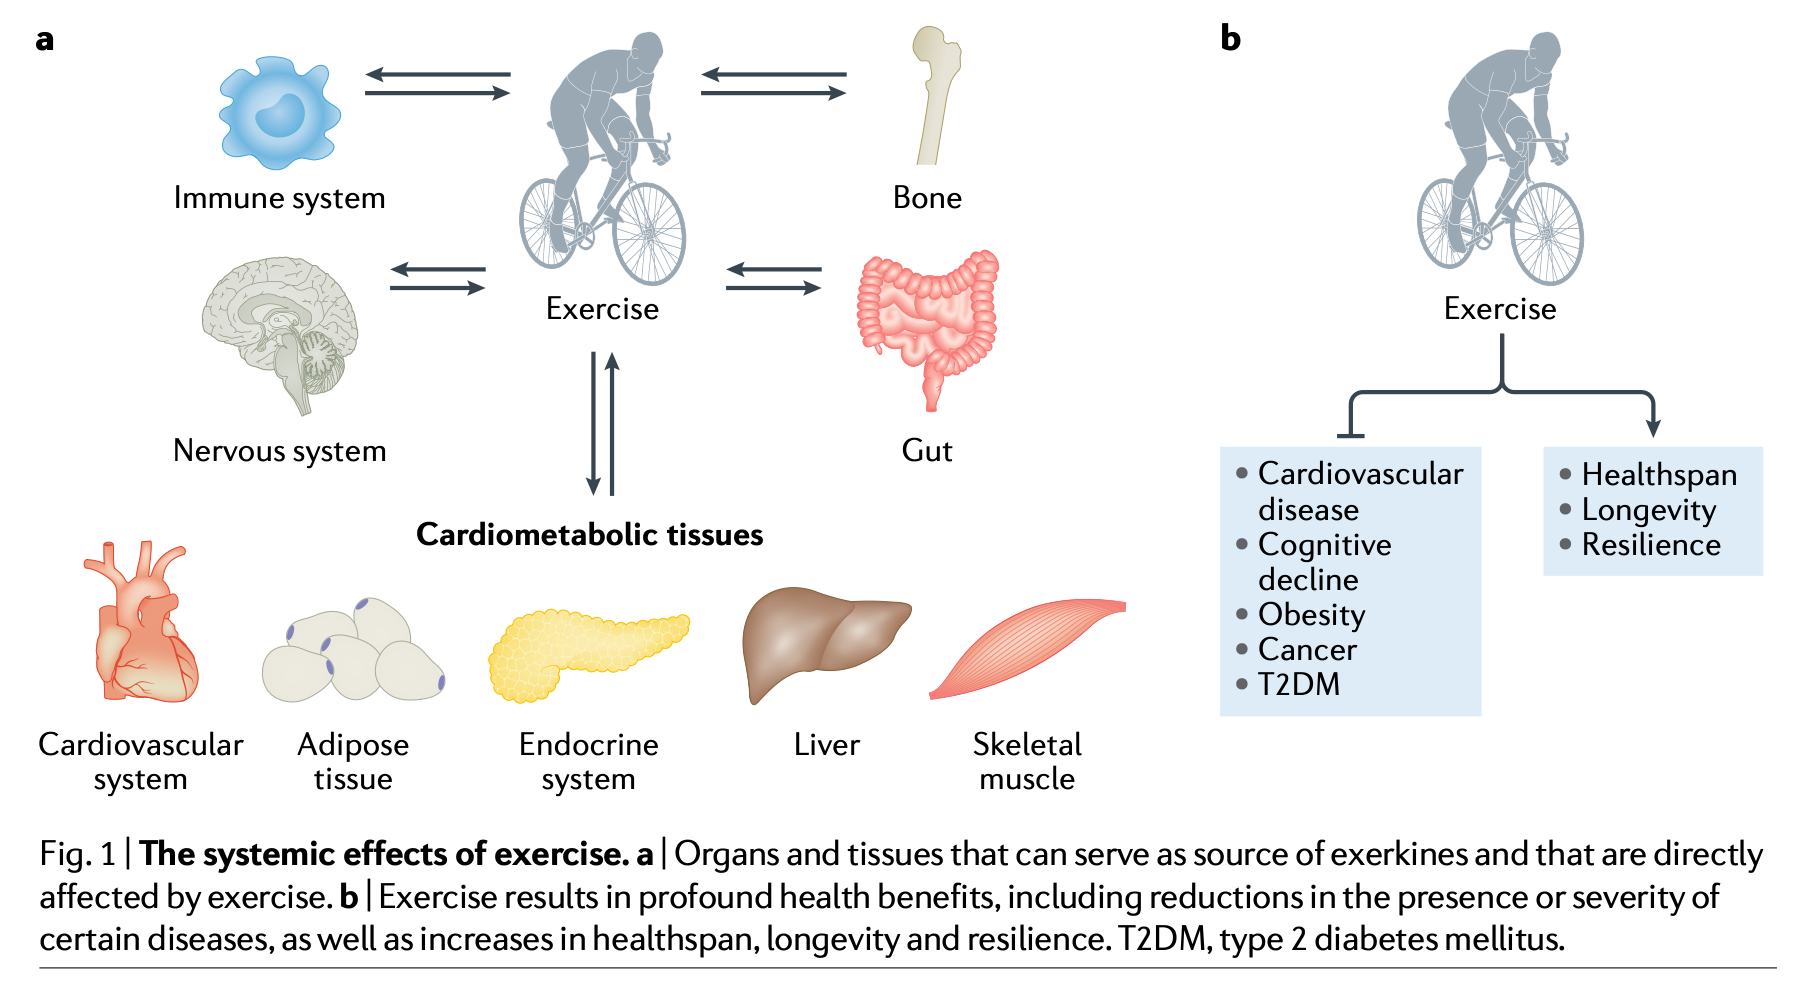 a
Immune system
Exercise
Bone
Nervous system
Gut
Cardiometabolic tissues
Cardiovascular
system
Adipose
tissue
Endocrine
system
Liver
Skeletal
muscle
b
Exercise
• Cardiovascular
disease
• Cognitive
decline
• Obesity
• Cancer
• T2DM
• Healthspan
• Longevity
• Resilience
Fig. 1 | The systemic effects of exercise. a | Organs and tissues that can serve as source of exerkines and that are directly
affected by exercise. b | Exercise results in profound health benefits, including reductions in the presence or severity of
certain diseases, as well as increases in healthspan, longevity and resilience. T2DM, type 2 diabetes mellitus.